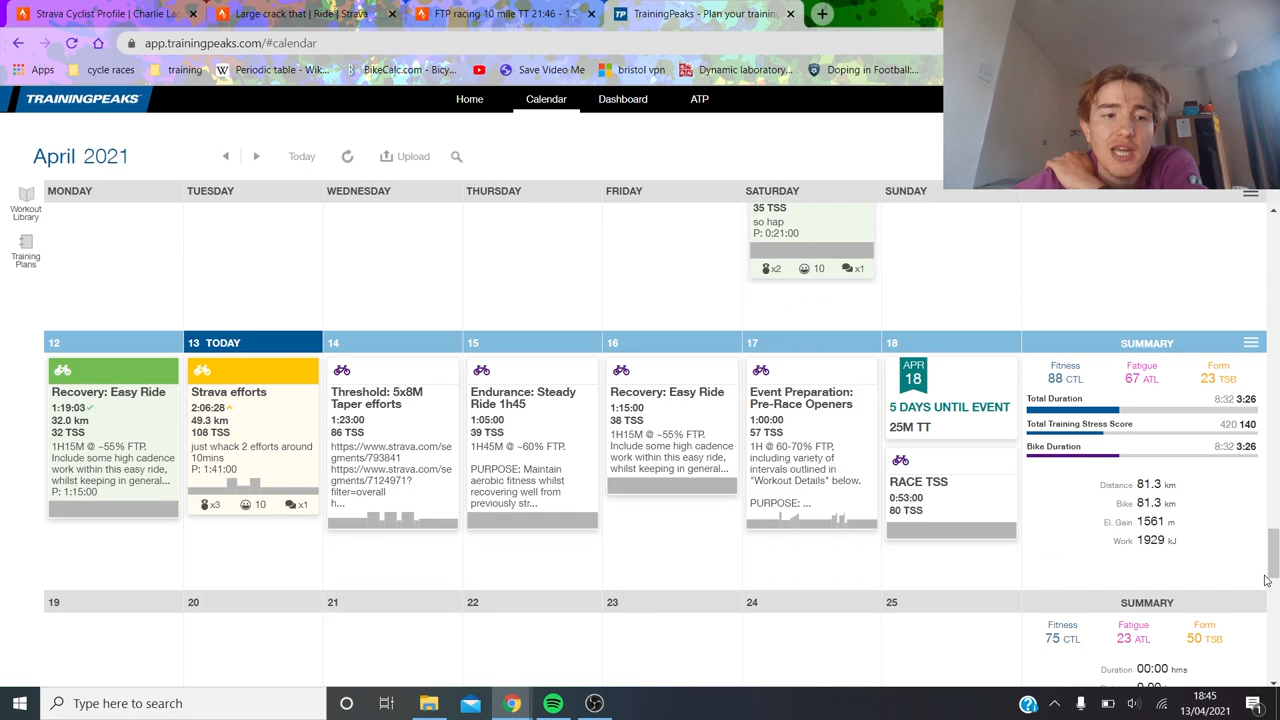 Strava Cyclist Profile | Charlie Lac
Large crack that | Ride | Strava
FTP racing 10 mile TT 21:46 - 1.5
TP TrainingPeaks - Plan your training
app.trainingpeaks.com/#calendar
Apps
cycle races
training
Periodic table - Wik...
BikeCalc.com - Bicy...
Save Video Me
bristol vpn
Dynamic laboratory...
Doping in Football:...
TRAININGPEAKS
Home
Calendar
Dashboard
ATP
April 2021
Today
Upload
Workout
Library
Training
Plans
MONDAY
TUESDAY
WEDNESDAY
THURSDAY
FRIDAY
SATURDAY
SUNDAY
35 TSS
so hap
P: 0:21:00
x2
10
x1
12
13 TODAY
14
15
16
17
18
SUMMARY
Recovery: Easy Ride
1:19:03
32.0 km
32 TSS
1H15M @ ~55% FTP.
Include some high cadence
work within this easy ride,
whilst keeping in general...
P: 1:15:00
Strava efforts
2:06:28
49.3 km
108 TSS
just whack 2 efforts around
10mins
P: 1:41:00
x3
10
x1
Threshold: 5x8M
Taper efforts
1:23:00
86 TSS
https://www.strava.com/se
gments/793841
https://www.strava.com/se
gments/7124971?
filter=overall
h...
Endurance: Steady
Ride 1h45
1:05:00
39 TSS
1H45M @ ~60% FTP.
PURPOSE: Maintain
aerobic fitness whilst
recovering well from
previously str...
Recovery: Easy Ride
1:15:00
38 TSS
1H15M @ ~55% FTP.
Include some high cadence
work within this easy ride,
whilst keeping in general...
Event Preparation:
Pre-Race Openers
1:00:00
57 TSS
1H @ 60-70% FTP,
including variety of
intervals outlined in
"Workout Details" below.
PURPOSE: ...
APR
18
5 DAYS UNTIL EVENT
25M TT
RACE TSS
0:53:00
80 TSS
Fitness
88 CTL
Fatigue
67 ATL
Form
23 TSB
Total Duration 8:32 3:26
Total Training Stress Score 420 140
Bike Duration 8:32 3:26
Distance 81.3 km
Bike 81.3 km
El. Gain 1561 m
Work 1929 kJ
19
20
21
22
23
24
25
SUMMARY
Fitness
75 CTL
Fatigue
23 ATL
Form
50 TSB
Duration 00:00 hms
Type here to search
18:45
13/04/2021